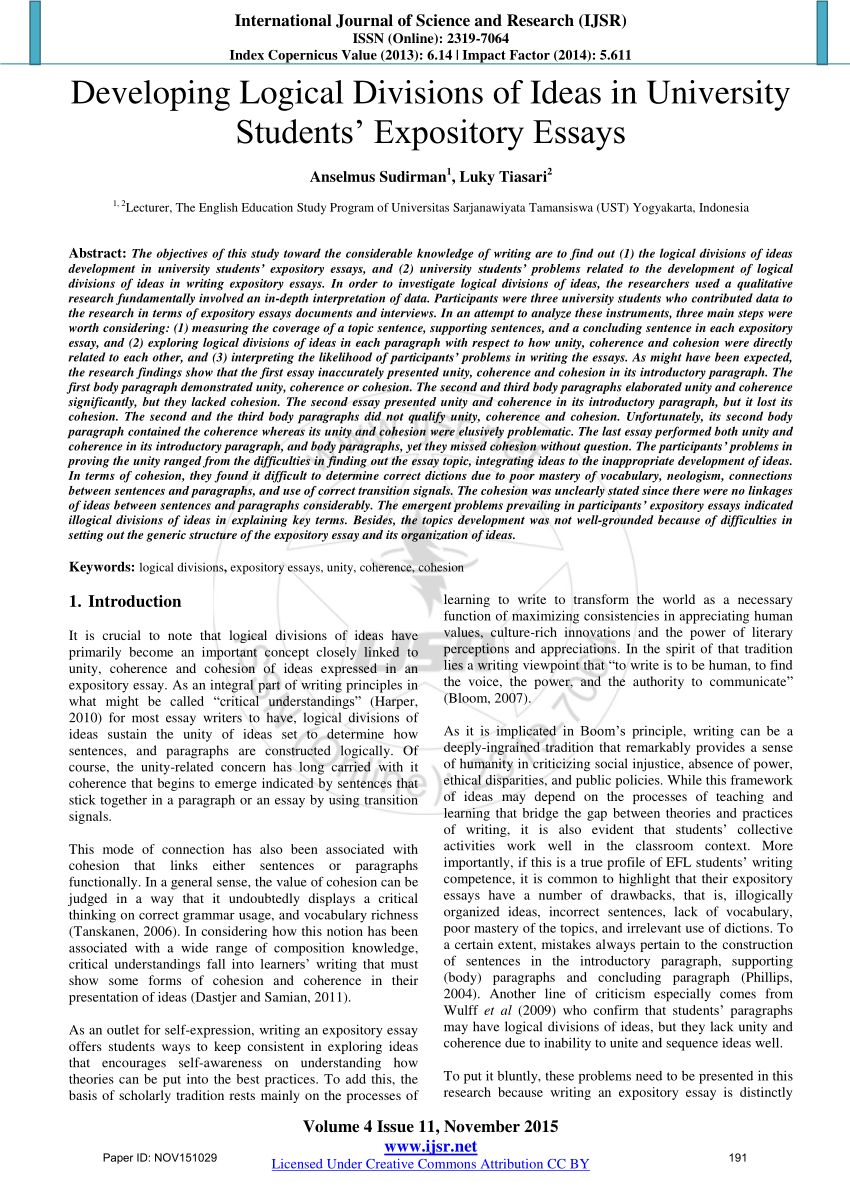 International Journal of Science and Research (IJSR)
ISSN (Online): 2319-7064
Index Copernicus Value (2013): 6.14 | Impact Factor (2014): 5.611
Developing Logical Divisions of Ideas in University
Students’ Expository Essays
Anselmus Sudirman1, Luky Tiasari2
1, 2Lecturer, The English Education Study Program of Universitas Sarjanawiyata Tamansiswa (UST) Yogyakarta, Indonesia
Abstract: The objectives of this study toward the considerable knowledge of writing are to find out (1) the logical divisions of ideas
development in university students’ expository essays, and (2) university students’ problems related to the development of logical
divisions of ideas in writing expository essays. In order to investigate logical divisions of ideas, the researchers used a qualitative
research fundamentally involved an in-depth interpretation of data. Participants were three university students who contributed data to
the research in terms of expository essays documents and interviews. In an attempt to analyze these instruments, three main steps were
worth considering: (1) measuring the coverage of a topic sentence, supporting sentences, and a concluding sentence in each expository
essay, and (2) exploring logical divisions of ideas in each paragraph with respect to how unity, coherence and cohesion were directly
related to each other, and (3) interpreting the likelihood of participants’ problems in writing the essays. As might have been expected,
the research findings show that the first essay inaccurately presented unity, coherence and cohesion in its introductory paragraph. The
first body paragraph demonstrated unity, coherence or cohesion. The second and third body paragraphs elaborated unity and coherence
significantly, but they lacked cohesion. The second essay presented unity and coherence in its introductory paragraph, but it lost its
cohesion. The second and the third body paragraphs did not qualify unity, coherence and cohesion. Unfortunately, its second body
paragraph contained the coherence whereas its unity and cohesion were elusively problematic. The last essay performed both unity and
coherence in its introductory paragraph, and body paragraphs, yet they missed cohesion without question. The participants’ problems in
proving the unity ranged from the difficulties in finding out the essay topic, integrating ideas to the inappropriate development of ideas.
In terms of cohesion, they found it difficult to determine correct dictions due to poor mastery of vocabulary, neologism, connections
between sentences and paragraphs, and use of correct transition signals. The cohesion was unclearly stated since there were no linkages
of ideas between sentences and paragraphs considerably. The emergent problems prevailing in participants’ expository essays indicated
illogical divisions of ideas in explaining key terms. Besides, the topics development was not well-grounded because of difficulties in
setting out the generic structure of the expository essay and its organization of ideas.
Keywords: logical divisions, expository essays, unity, coherence, cohesion
1. Introduction
It is crucial to note that logical divisions of ideas have
primarily become an important concept closely linked to
unity, coherence and cohesion of ideas expressed in an
expository essay. As an integral part of writing principles in
what might be called “critical understandings” (Harper,
2010) for most essay writers to have, logical divisions of
ideas sustain the unity of ideas set to determine how
sentences, and paragraphs are constructed logically. Of
course, the unity-related concern has long carried with it
coherence that begins to emerge indicated by sentences that
stick together in a paragraph or an essay by using transition
signals.
This mode of connection has also been associated with
cohesion that links either sentences or paragraphs
functionally. In a general sense, the value of cohesion can be
judged in a way that it undoubtedly displays a critical
thinking on correct grammar usage, and vocabulary richness
(Tanskanen, 2006). In considering how this notion has been
associated with a wide range of composition knowledge,
critical understandings fall into learners’ writing that must
show some forms of cohesion and coherence in their
presentation of ideas (Dastjer and Samian, 2011).
As an outlet for self-expression, writing an expository essay
offers students ways to keep consistent in exploring ideas
that encourages self-awareness on understanding how
theories can be put into the best practices. To add this, the
basis of scholarly tradition rests mainly on the processes of
learning to write to transform the world as a necessary
function of maximizing consistencies in appreciating human
values, culture-rich innovations and the power of literary
perceptions and appreciations. In the spirit of that tradition
lies a writing viewpoint that “to write is to be human, to find
the voice, the power, and the authority to communicate”
(Bloom, 2007).
As it is implicated in Boom’s principle, writing can be a
deeply-ingrained tradition that remarkably provides a sense
of humanity in criticizing social injustice, absence of power,
ethical disparities, and public policies. While this framework
of ideas may depend on the processes of teaching and
learning that bridge the gap between theories and practices
of writing, it is also evident that students’ collective
activities work well in the classroom context. More
importantly, if this is a true profile of EFL students’ writing
competence, it is common to highlight that their expository
essays have a number of drawbacks, that is, illogically
organized ideas, incorrect sentences, lack of vocabulary,
poor mastery of the topics, and irrelevant use of dictions. To
a certain extent, mistakes always pertain to the construction
of sentences in the introductory paragraph, supporting
(body) paragraphs and concluding paragraph (Phillips,
2004). Another line of criticism especially comes from
Wulff et al (2009) who confirm that students’ paragraphs
may have logical divisions of ideas, but they lack unity and
coherence due to inability to unite and sequence ideas well.
To put it bluntly, these problems need to be presented in this
research because writing an expository essay is distinctly
www.ijsr.net
IJSR
ISSN (Online): 2319-7064
Volume 4 Issue 11, November 2015
www.ijsr.net
Paper ID: NOV151029
Licensed Under Creative Commons Attribution CC BY
191